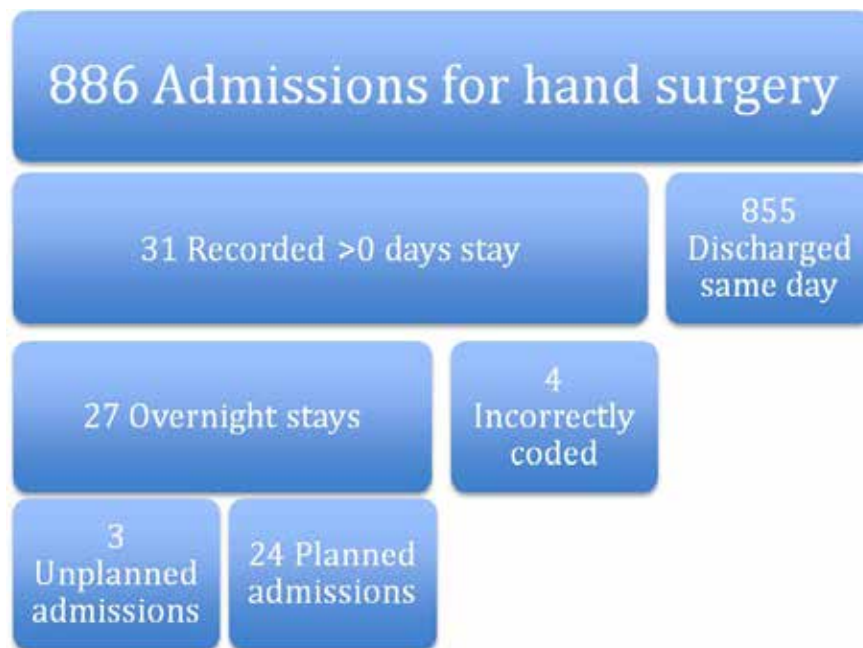 886 Admissions for hand surgery
31 Recorded >0 days stay
855
Discharged
same day
27 Overnight stays
4
Incorrectly
coded
3
Unplanned
admissions
24 Planned
admissions